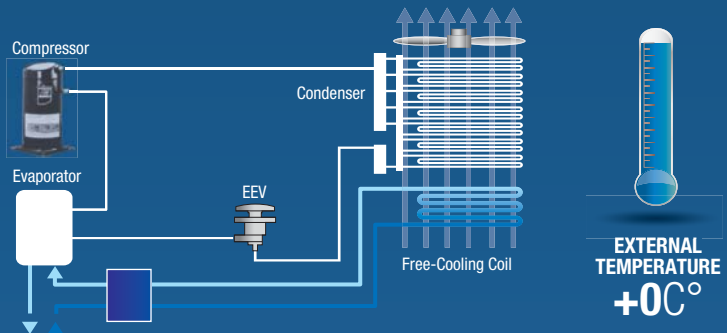 Compressor
Condenser
Evaporator
EEV
Free-Cooling Coil
EXTERNAL
TEMPERATURE
+0C°